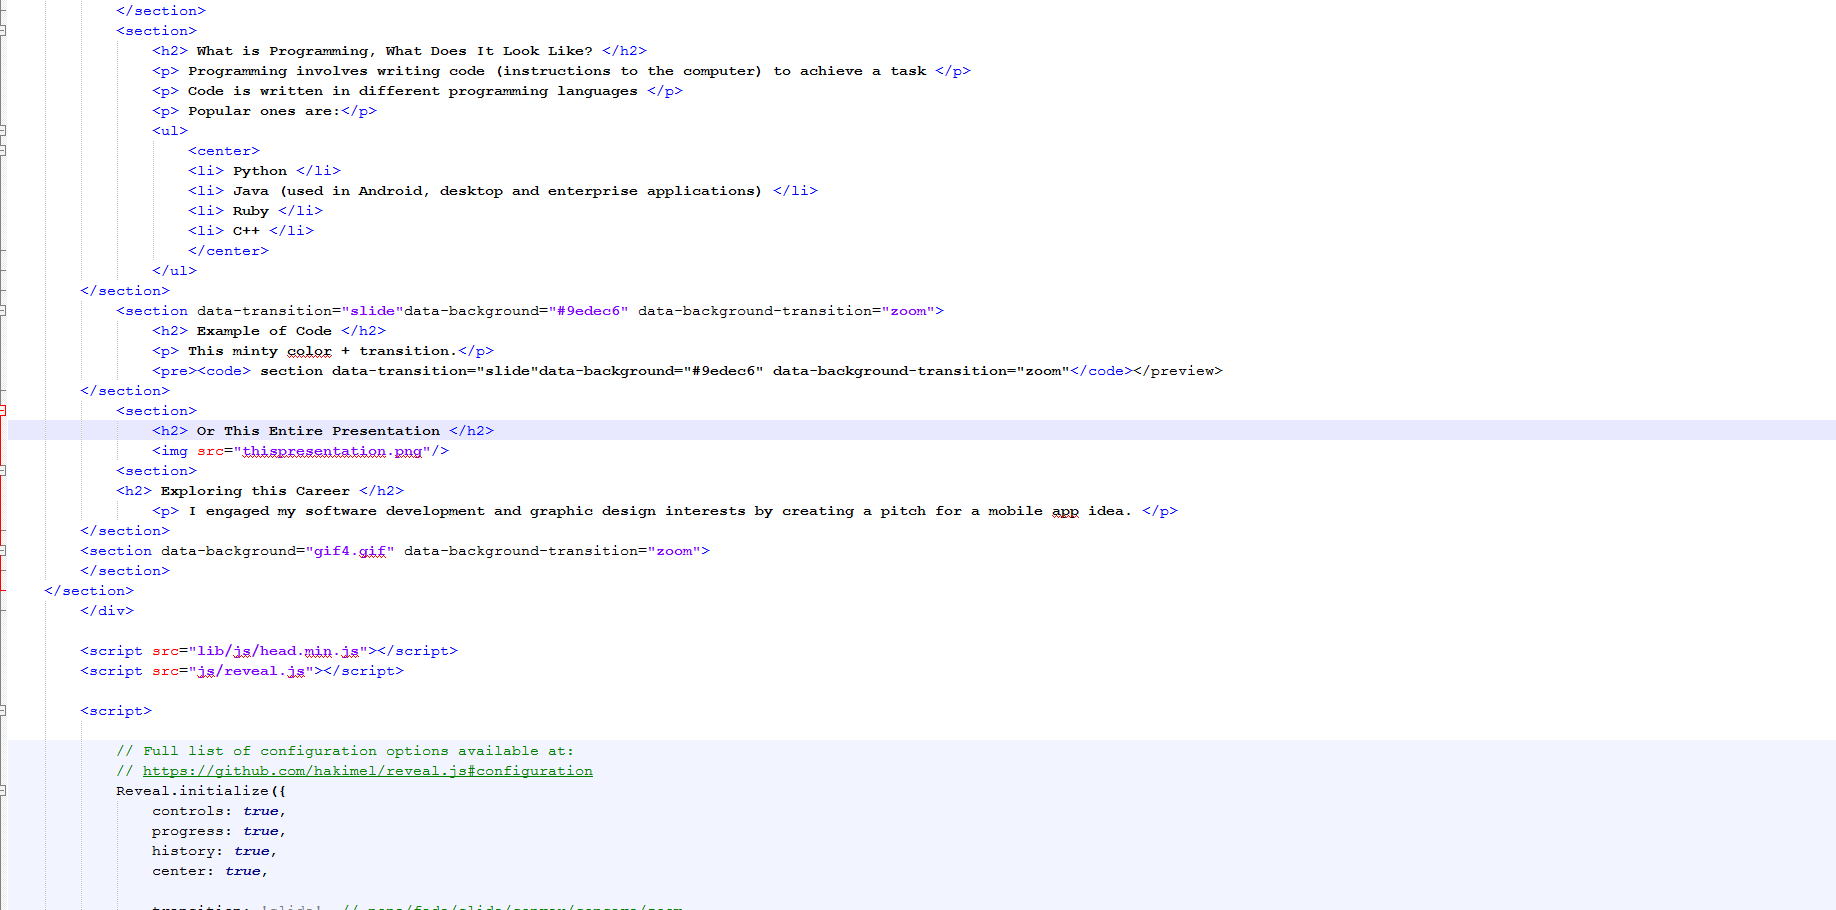 </section>
<section>
<h2> What is Programming, What Does It Look Like? </h2>
<p> Programming involves writing code (instructions to the computer) to achieve a task </p>
<p> Code is written in different programming languages </p>
<p> Popular ones are:</p>
<ul>
<center>
<li> Python </li>
<li> Java (used in Android, desktop and enterprise applications) </li>
<li> Ruby </li>
<li> C++ </li>
</center>
</ul>
</section>
<section data-transition="slide"data-background="#9edec6" data-background-transition="zoom">
<h2> Example of Code </h2>
<p> This minty color + transition.</p>
<pre><code> section data-transition="slide"data-background="#9edec6" data-background-transition="zoom"</code></preview>
</section>
<section>
<h2> Or This Entire Presentation </h2>
<img src="thispresentation.png"/>
<section>
<h2> Exploring this Career </h2>
<p> I engaged my software development and graphic design interests by creating a pitch for a mobile app idea. </p>
</section>
<section data-background="gif4.gif" data-background-transition="zoom">
</section>
</section>
</div>
<script src="lib/js/head.min.js"></script>
<script src="js/reveal.js"></script>
<script>
// Full list of configuration options available at:
// https://github.com/hakimel/reveal.js#configuration
Reveal.initialize({
controls: true,
progress: true,
history: true,
center: true,